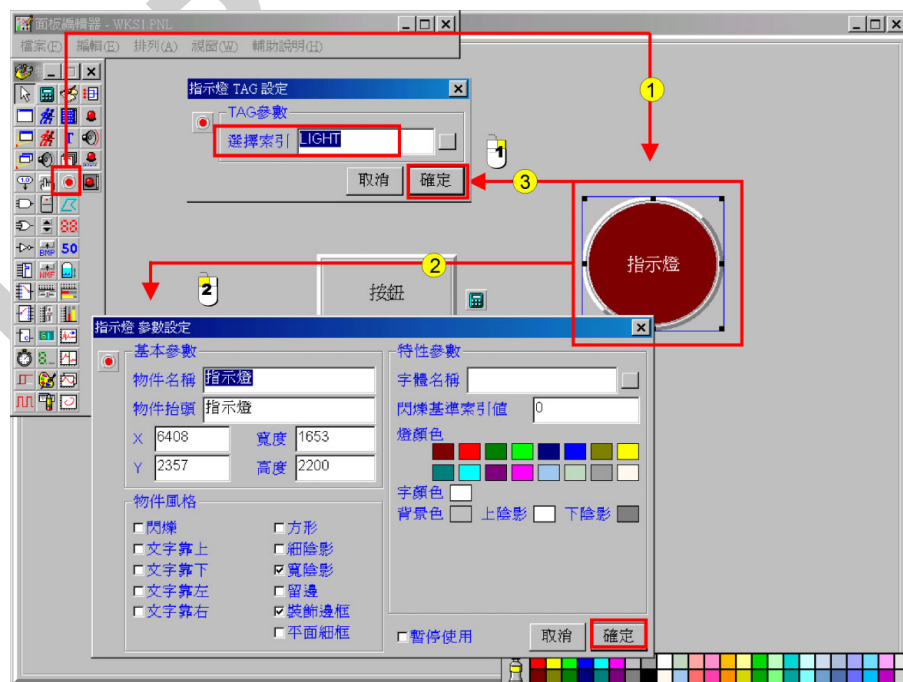 面板編輯器 - WKS1.PNL
檔案(F) 編輯(E) 排列(A) 視窗(W) 輔助說明(H)
指示燈 TAG 設定
TAG參數
選擇索引 LIGHT
取消 確定
1
1
3
指示燈
2
2
按鈕
T
1.0
88
BMP 50
NMF
指示燈 參數設定
基本參數
物件名稱 指示燈
物件抬頭 指示燈
X 6408 寬度 1653
Y 2357 高度 2200
物件風格
閃爍 方形
文字靠上 細陰影
文字靠下 寬陰影
文字靠左 留邊
文字靠右 裝飾邊框
平面細框
特性參數
字體名稱
閃爍基準索引值 0
燈顏色
字顏色
背景色 上陰影 下陰影
暫停使用 取消 確定